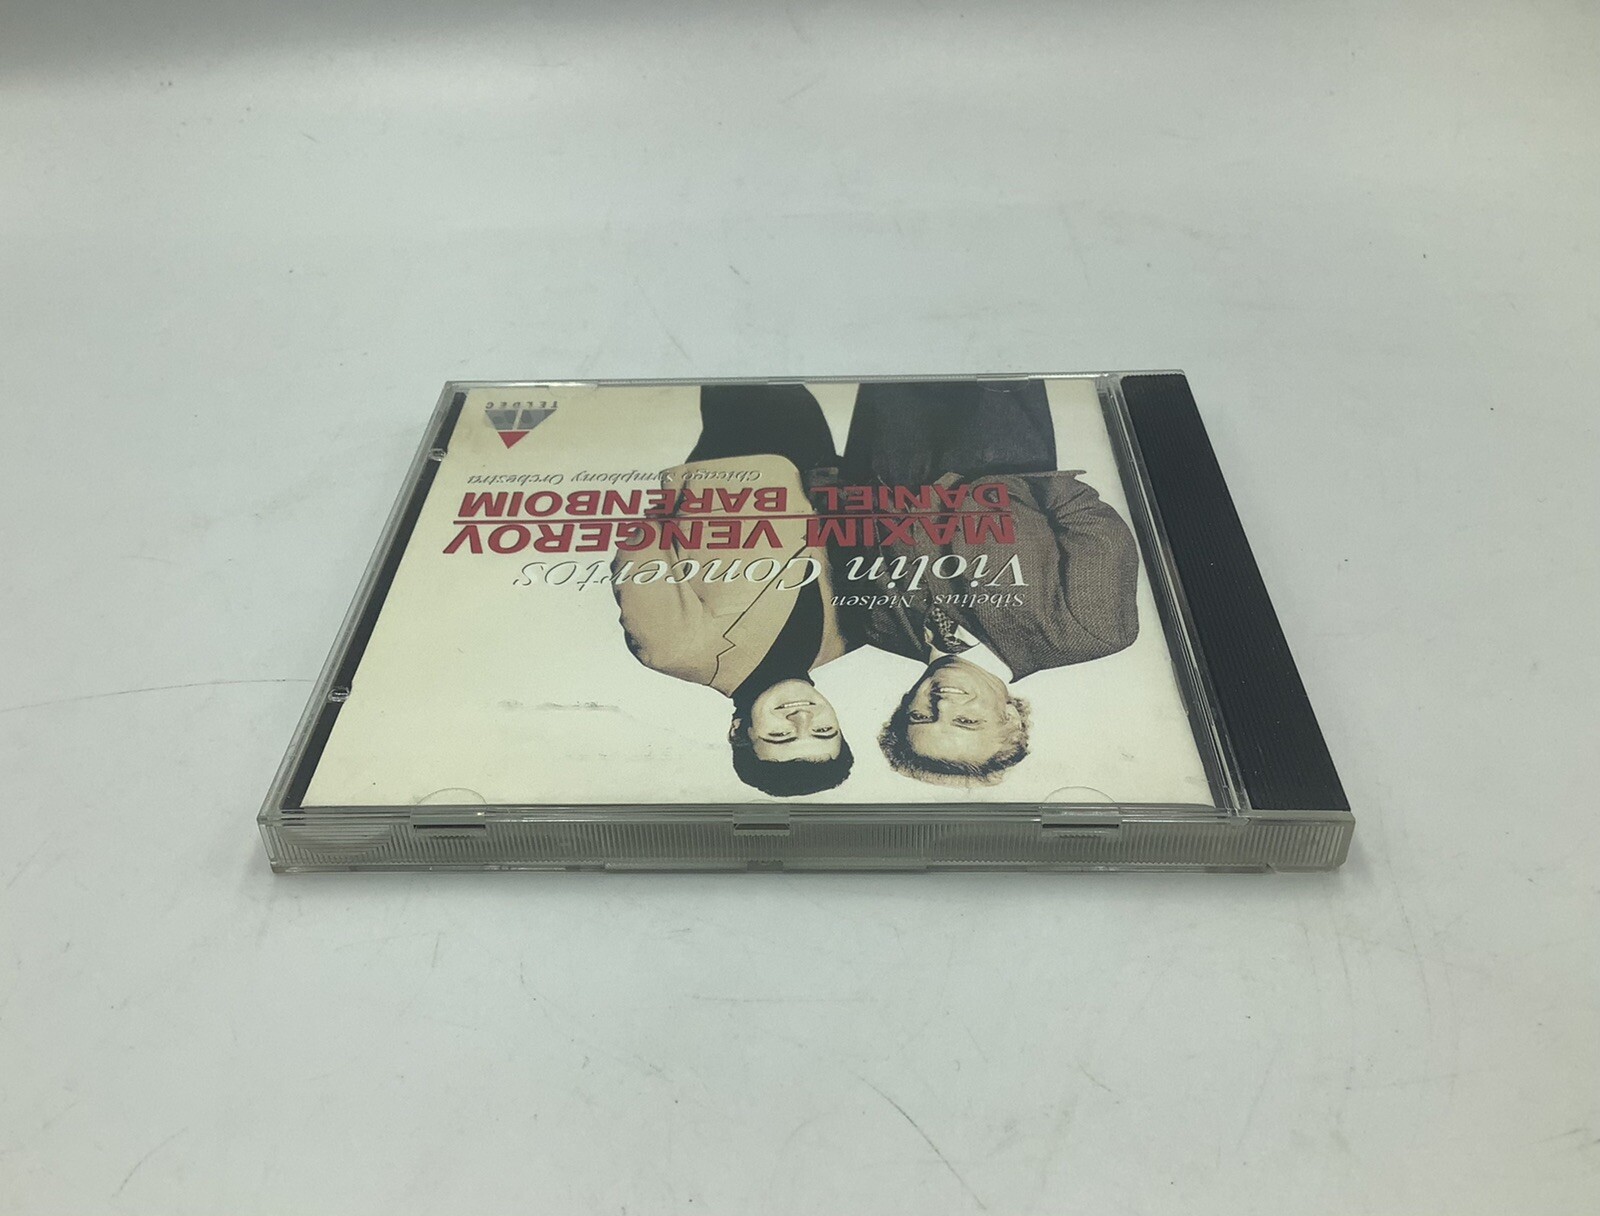 Sibelius · Nielsen
Violin Concertos
MAXIM VENGEROV
DANIEL BARENBOIM
Chicago Symphony Orchestra
TELDEC